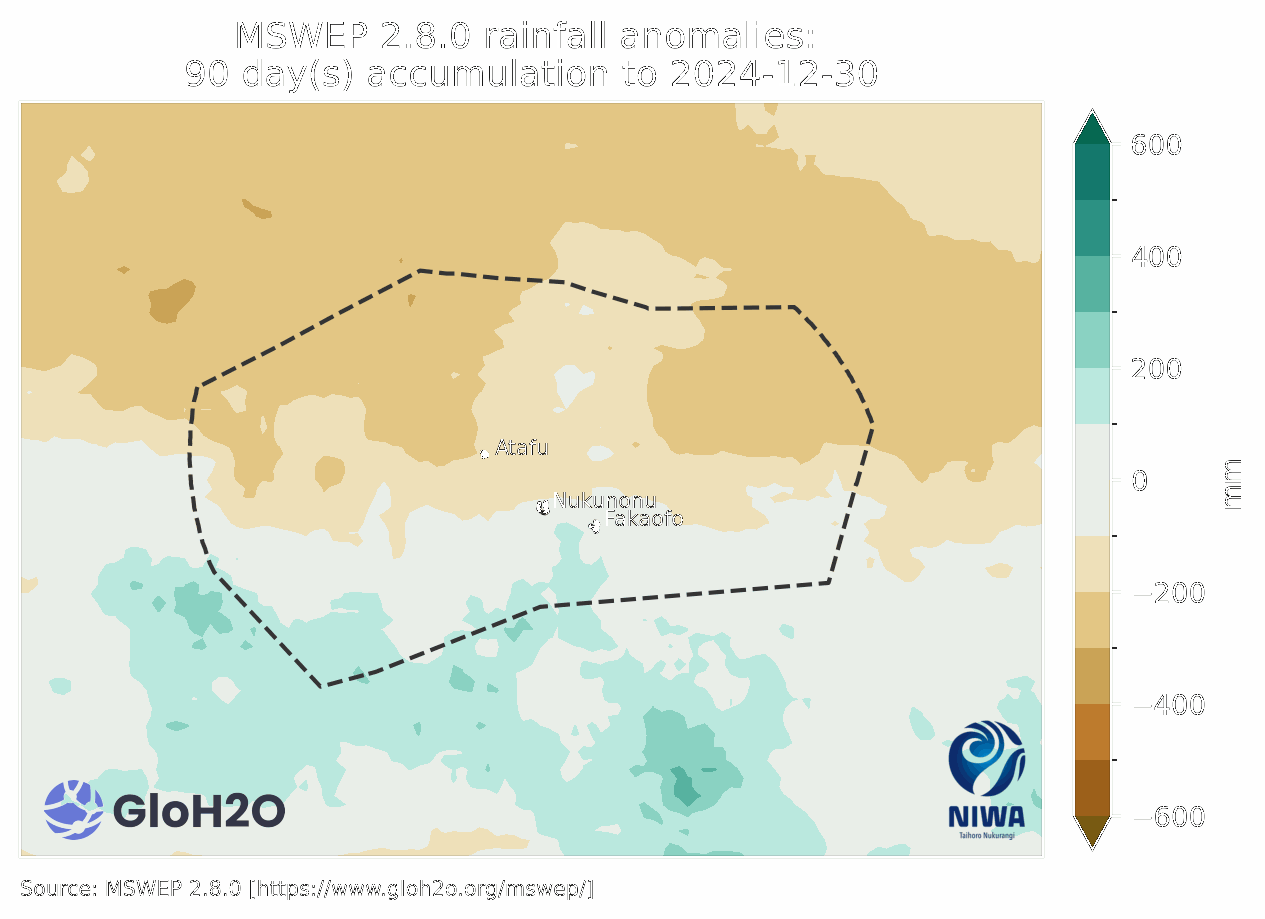 MSWEP 2.8.0 rainfall anomalies:
90 day(s) accumulation to 2024-12-30
600
400
200
0
−200
−400
−600
mm
Atafu
Nukunonu
Fakaofo
GloH2O
NIWA
Taihoro Nukurangi
Source: MSWEP 2.8.0 [https://www.gloh2o.org/mswep/]